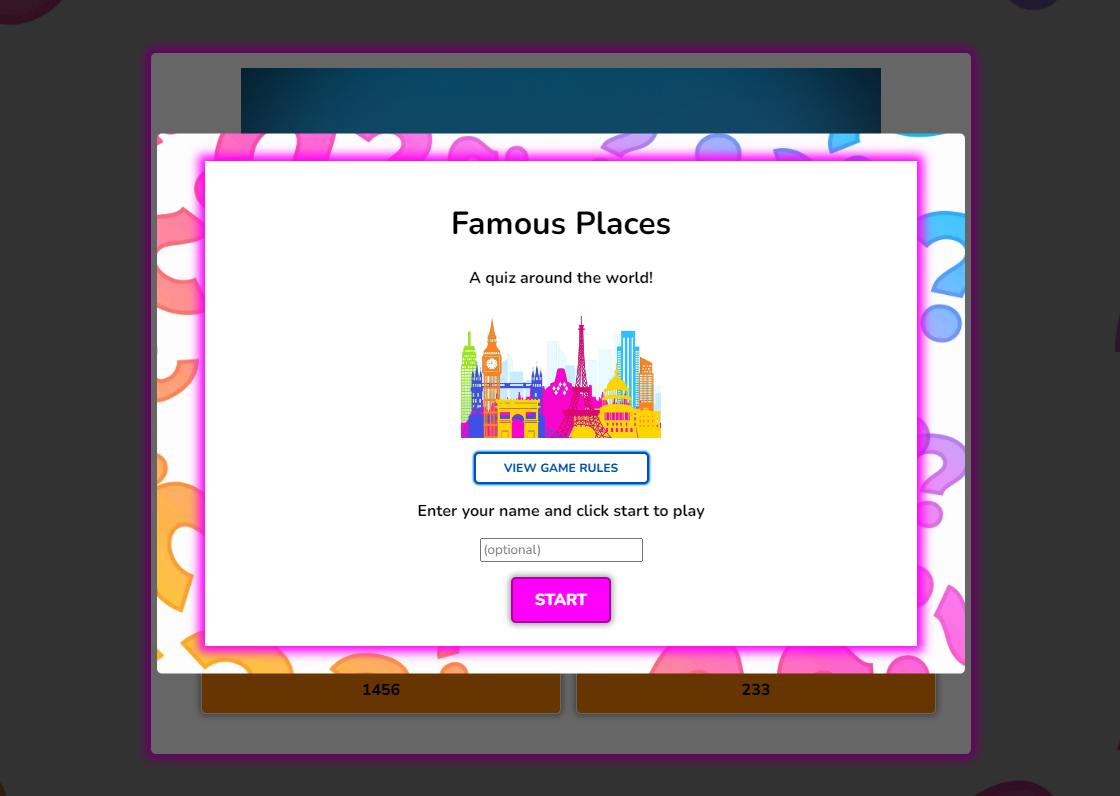 Famous Places
A quiz around the world!
VIEW GAME RULES
Enter your name and click start to play
(optional)
START
1456
233